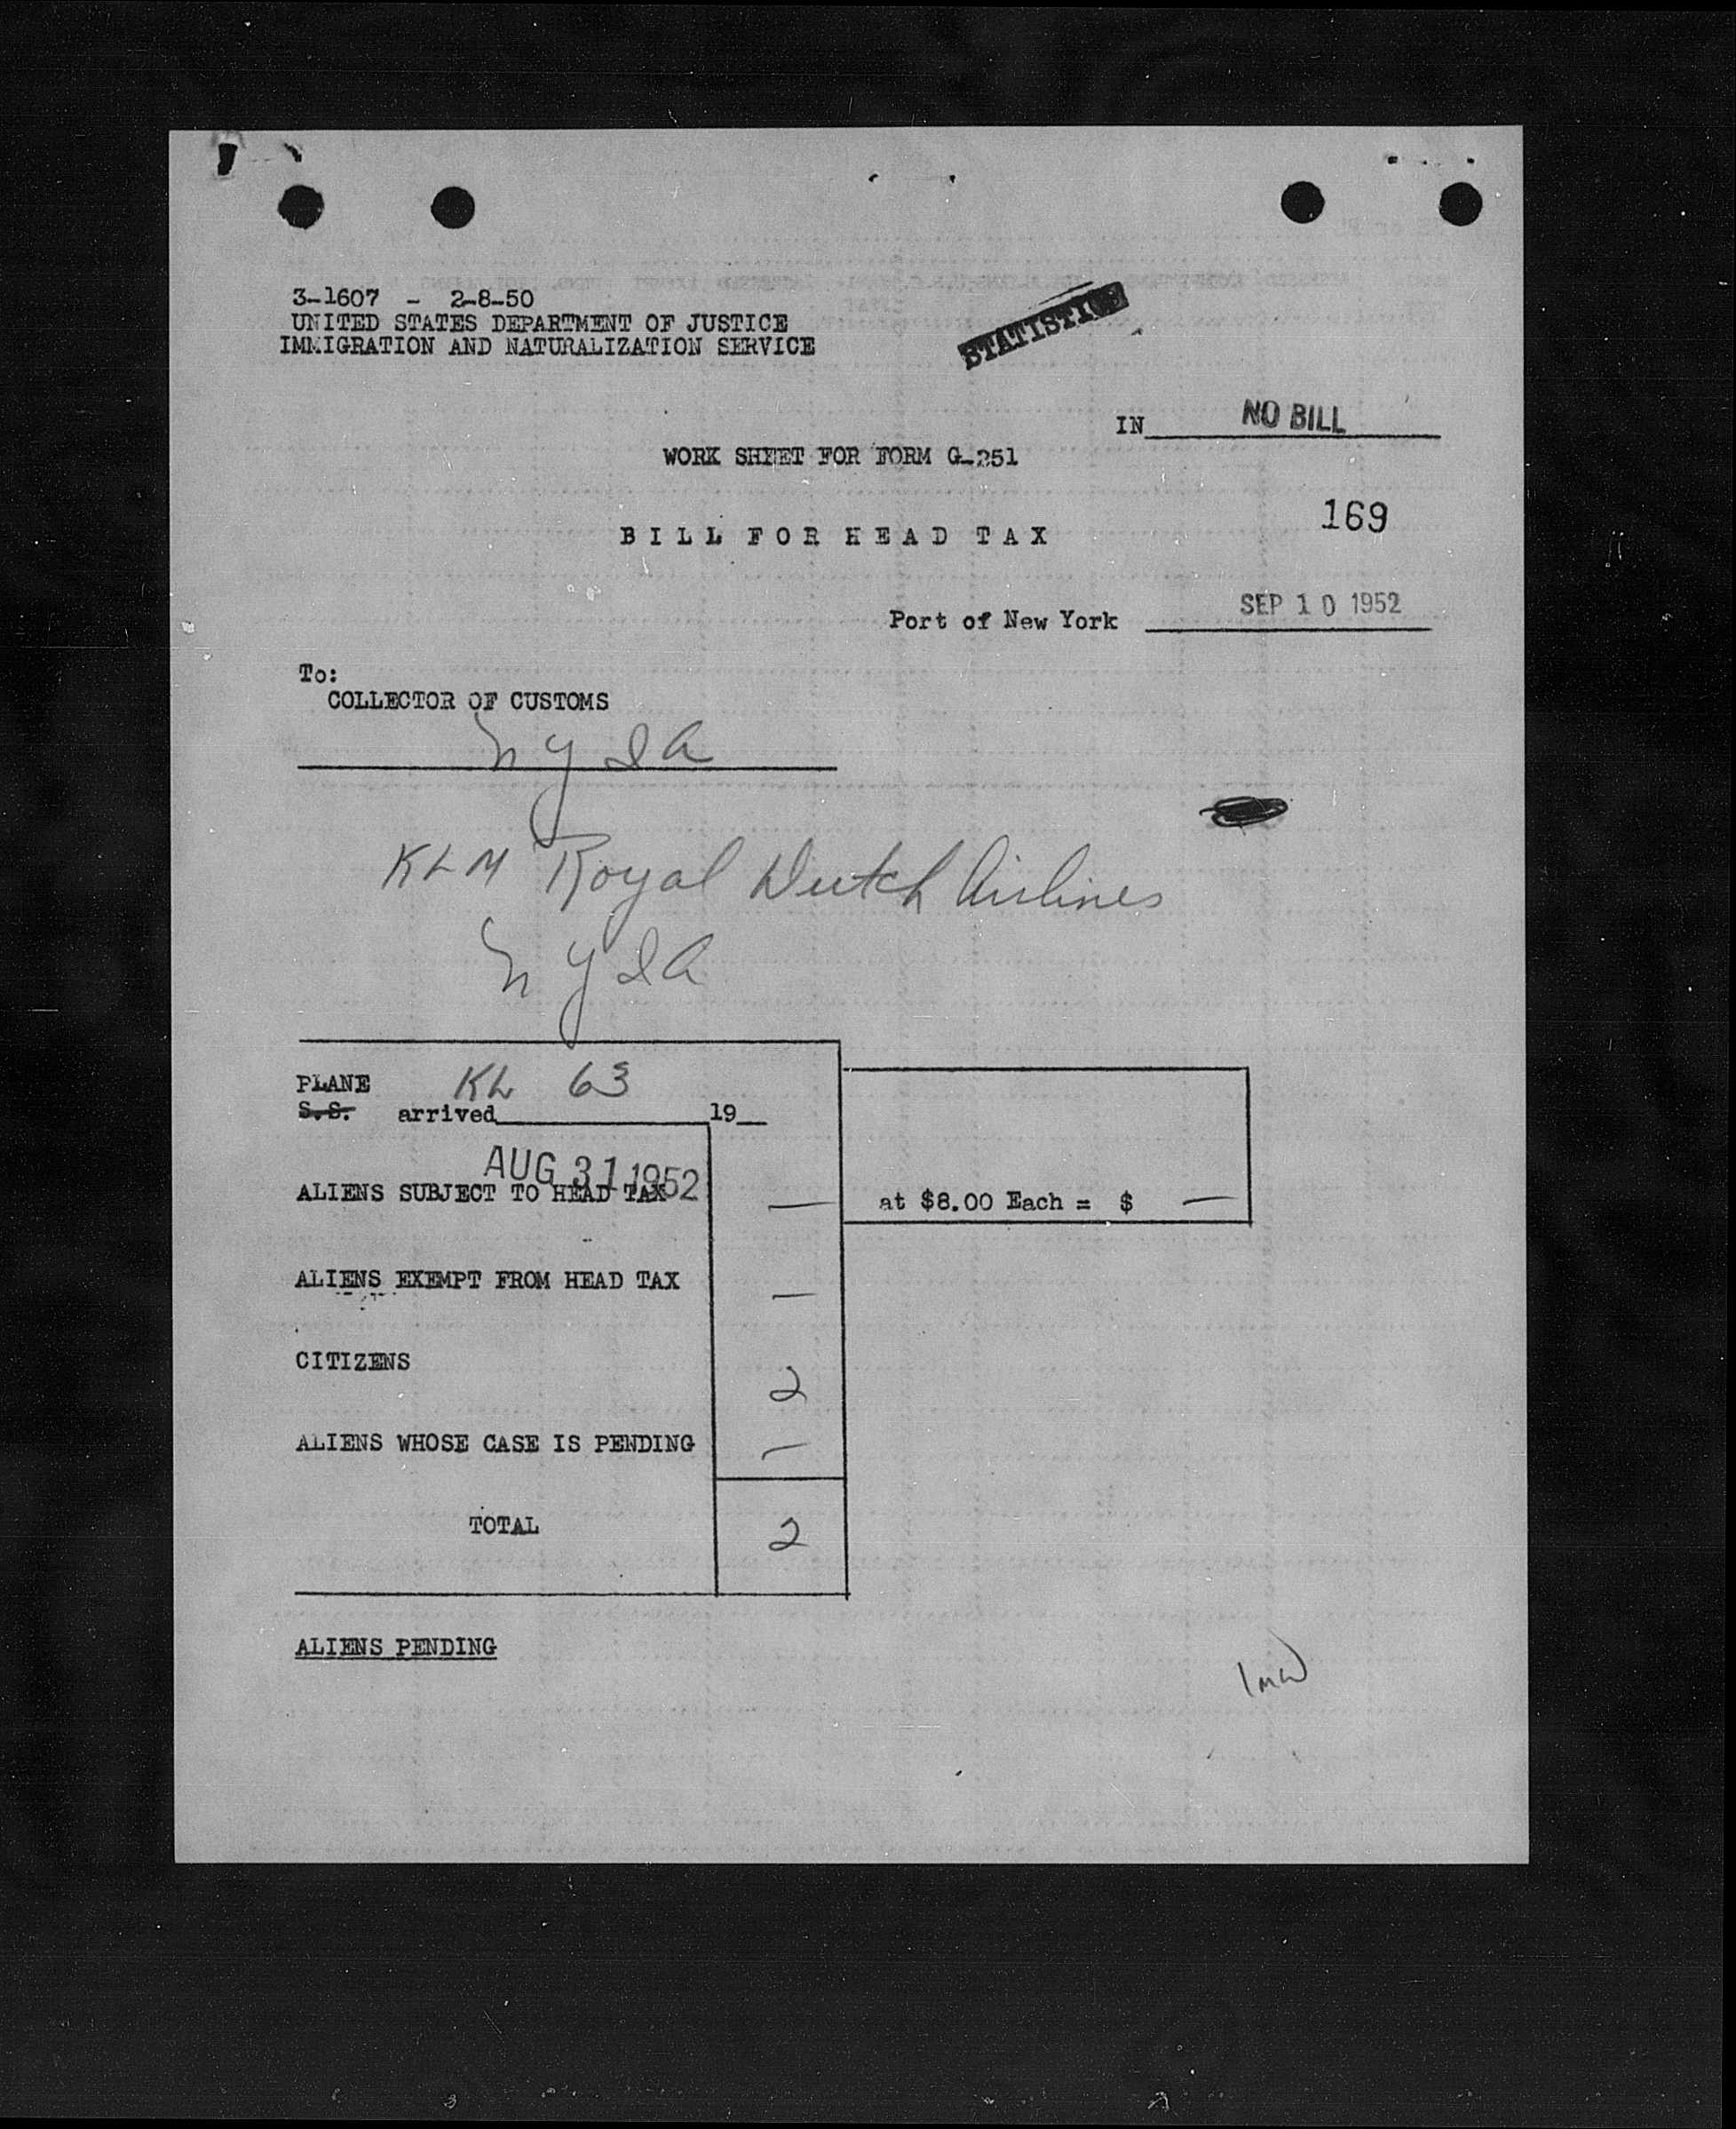 3-1607 - 2-8-50
UNITED STATES DEPARTMENT OF JUSTICE
IMMIGRATION AND NATURALIZATION SERVICE
STATISTICS
IN NO BILL
WORK SHEET FOR FORM G-251
169
BILL FOR HEAD TAX
SEP 10 1952
Port of New York
To:
COLLECTOR OF CUSTOMS
NYIA
KLM Royal Dutch Airlines
NYIA
PLANE KL 63
S.S. arrived 19
AUG 31 1952
ALIENS SUBJECT TO HEAD TAX — at $8.00 Each = $ —
ALIENS EXEMPT FROM HEAD TAX —
CITIZENS 2
ALIENS WHOSE CASE IS PENDING —
TOTAL 2
ALIENS PENDING